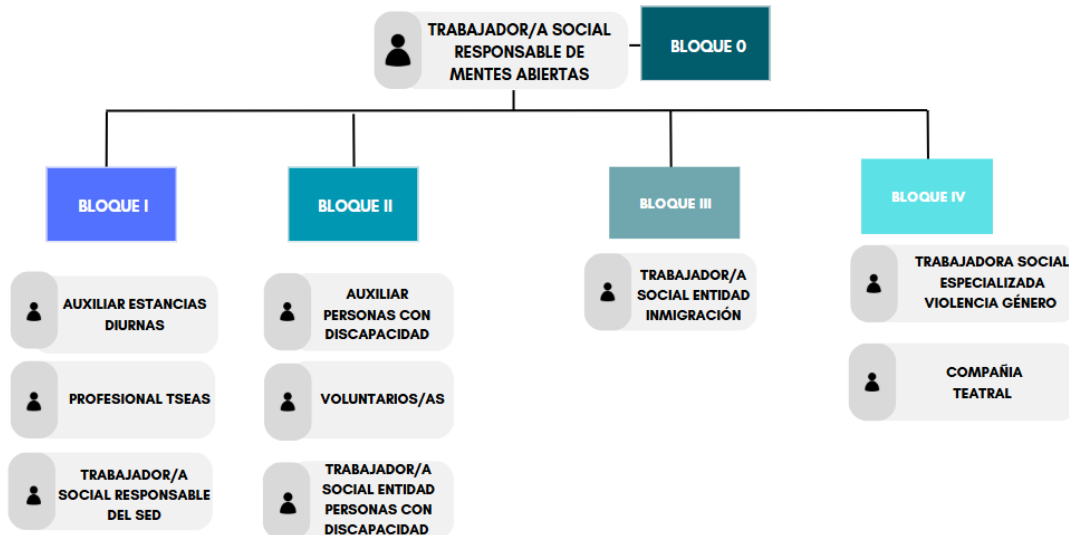 TRABAJADOR/A SOCIAL
RESPONSABLE DE
MENTES ABIERTAS
BLOQUE 0
BLOQUE I
BLOQUE II
BLOQUE III
BLOQUE IV
AUXILIAR ESTANCIAS
DIURNAS
PROFESIONAL TSEAS
TRABAJADOR/A
SOCIAL RESPONSABLE
DEL SED
AUXILIAR
PERSONAS CON
DISCAPACIDAD
VOLUNTARIOS/AS
TRABAJADOR/A
SOCIAL ENTIDAD
PERSONAS CON
DISCAPACIDAD
TRABAJADOR/A
SOCIAL ENTIDAD
INMIGRACIÓN
TRABAJADORA SOCIAL
ESPECIALIZADA
VIOLENCIA GÉNERO
COMPAÑIA
TEATRAL